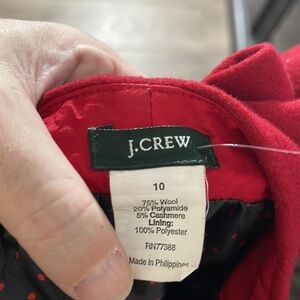 J.CREW
10
75% Wool
20% Polyamide
5% Cashmere
Lining:
100% Polyester
RN77388
Made in Philippines